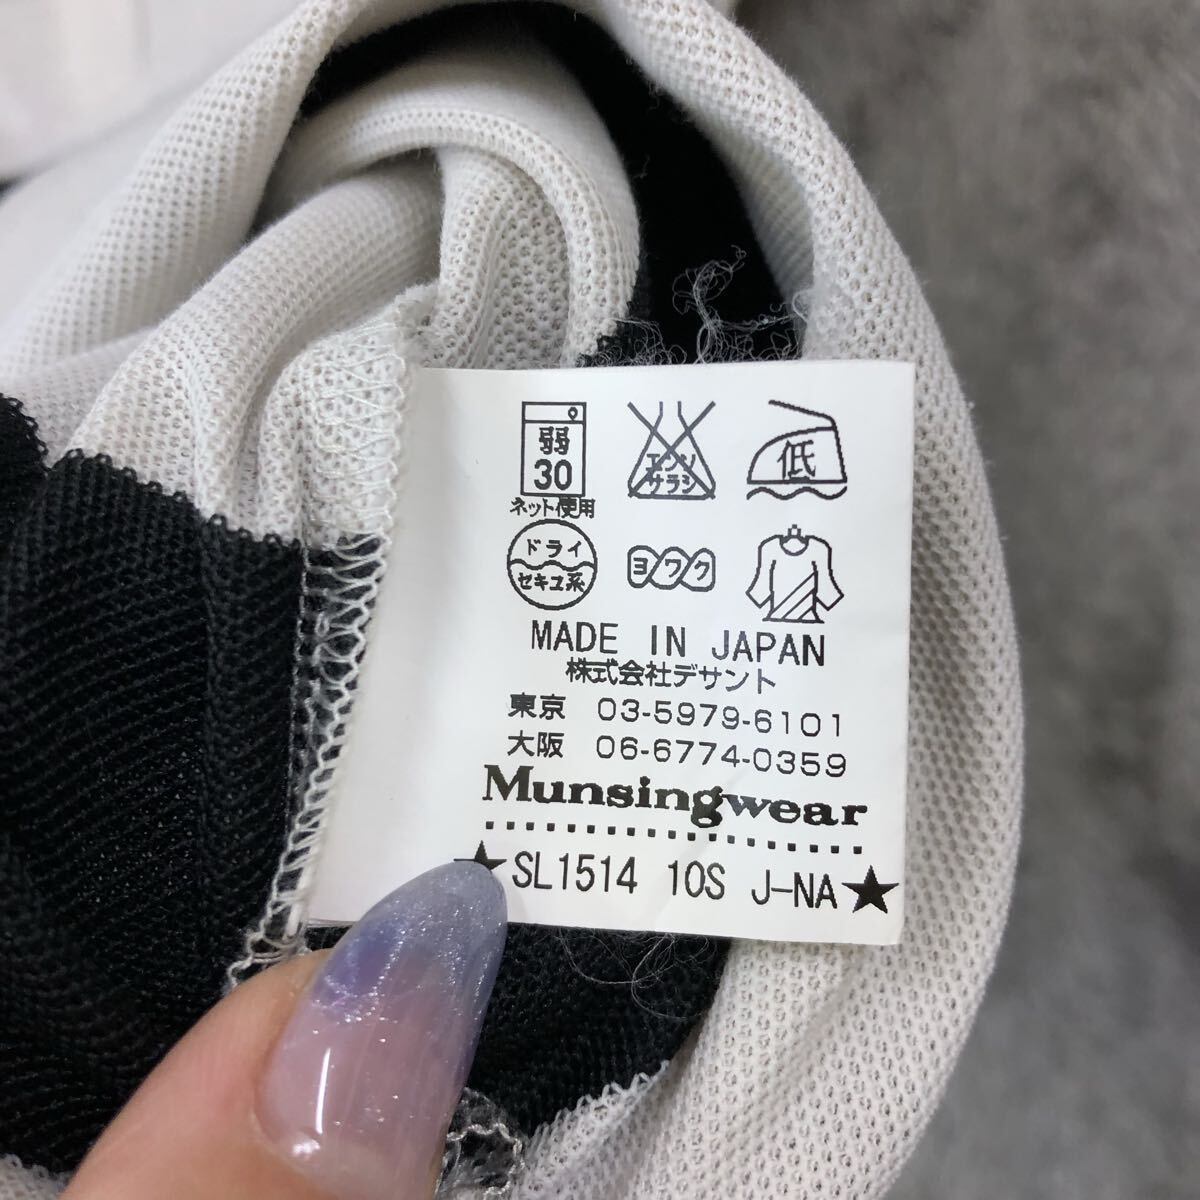 弱
30
ネット使用
エンソ
サラシ
低
ドライ
セキユ系
ヨワク
MADE IN JAPAN
株式会社デサント
東京 03-5979-6101
大阪 06-6774-0359
Munsingwear
★SL1514 10S J-NA★